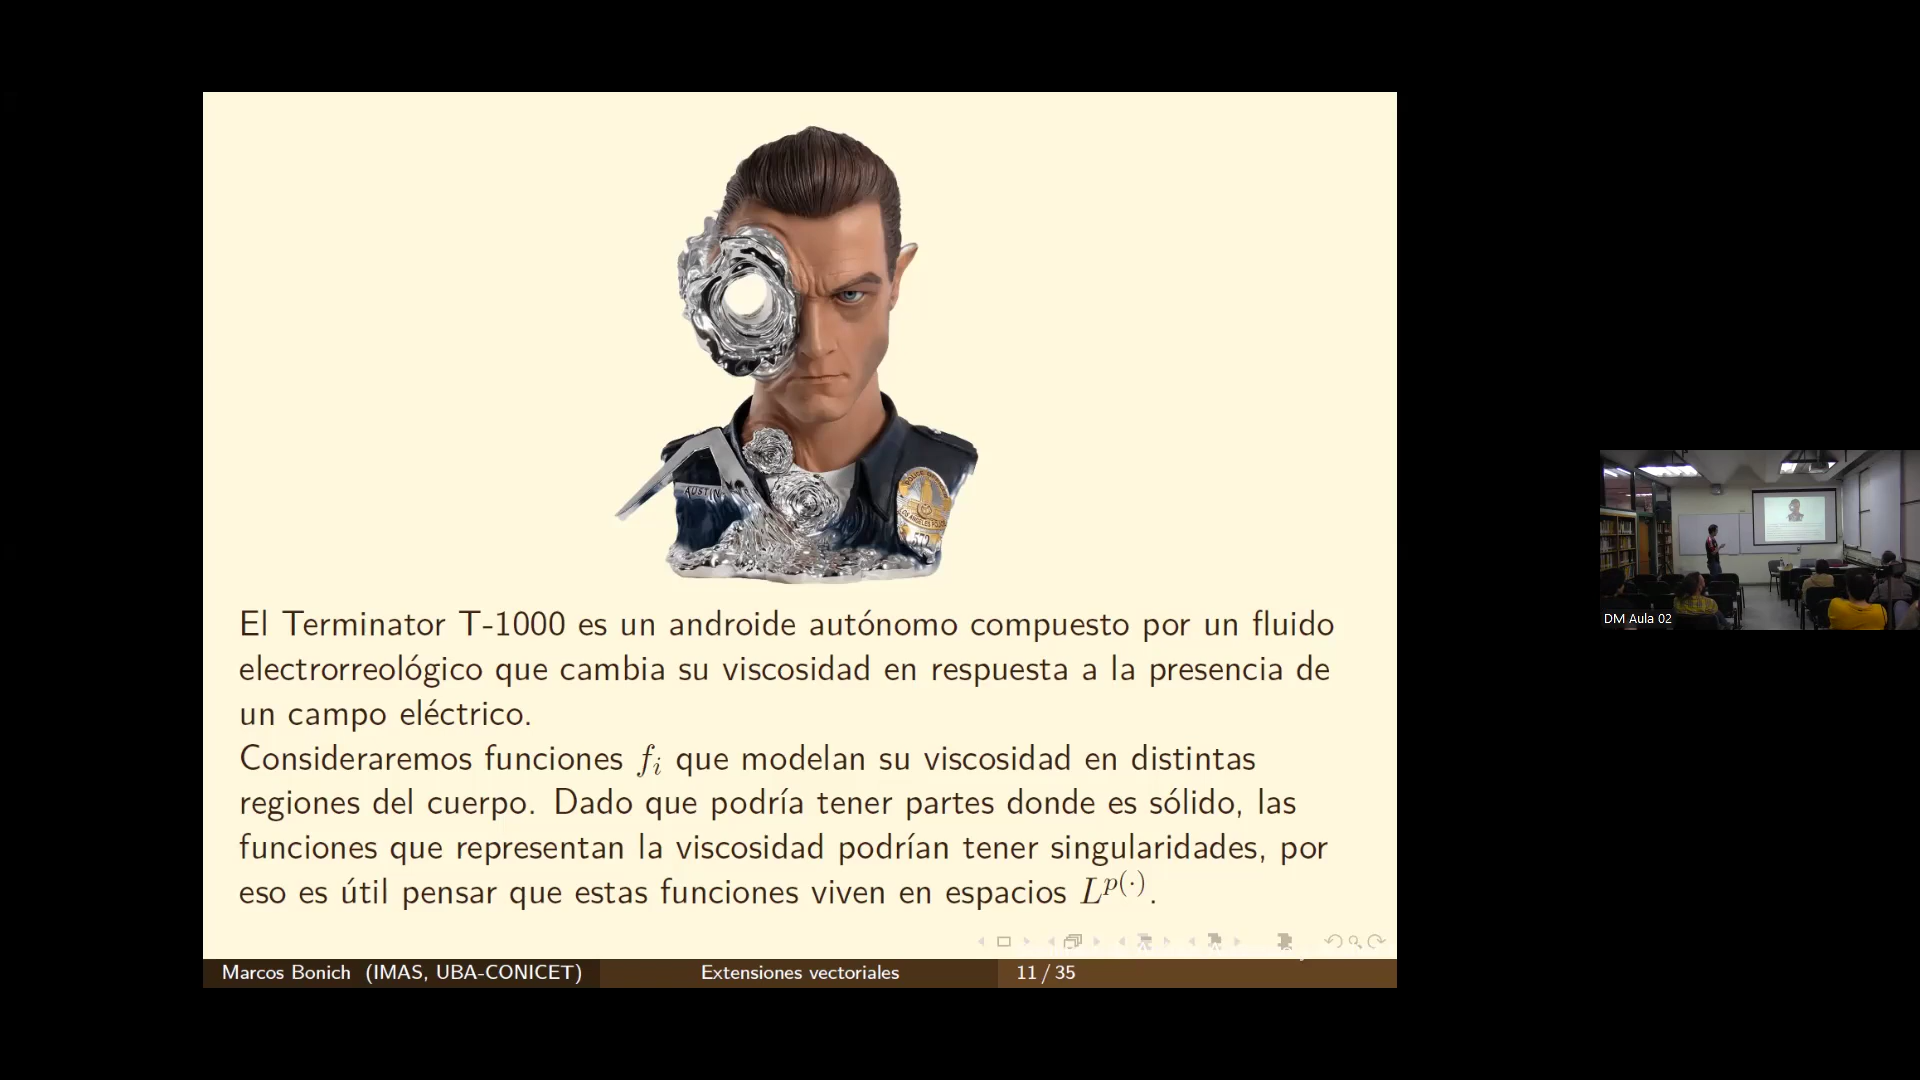 AUSTIN
El Terminator T-1000 es un androide autónomo compuesto por un fluido
electrorreológico que cambia su viscosidad en respuesta a la presencia de
un campo eléctrico.
Consideraremos funciones f_i que modelan su viscosidad en distintas
regiones del cuerpo. Dado que podría tener partes donde es sólido, las
funciones que representan la viscosidad podrían tener singularidades, por
eso es útil pensar que estas funciones viven en espacios L^{p(·)}.
Marcos Bonich (IMAS, UBA-CONICET)
Extensiones vectoriales
11 / 35
DM Aula 02